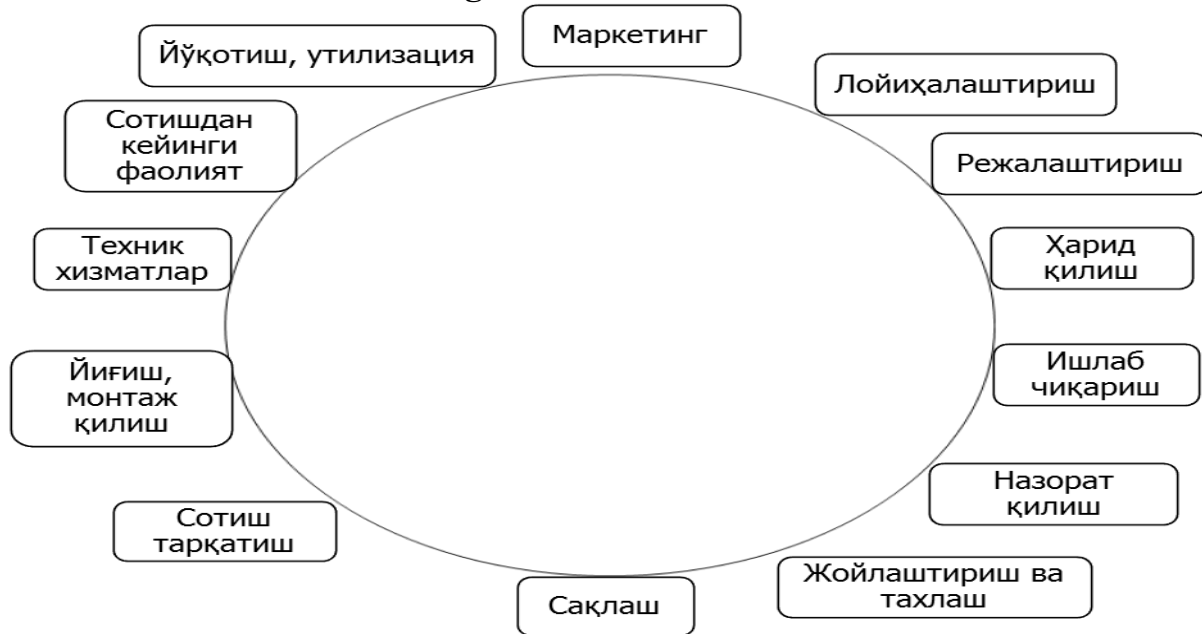 Маркетинг
Лойиҳалаштириш
Режалаштириш
Ҳарид
қилиш
Ишлаб
чиқариш
Назорат
қилиш
Жойлаштириш ва
тахлаш
Сақлаш
Сотиш
тарқатиш
Йиғиш,
монтаж
қилиш
Техник
хизматлар
Сотишдан
кейинги
фаолият
Йўқотиш, утилизация